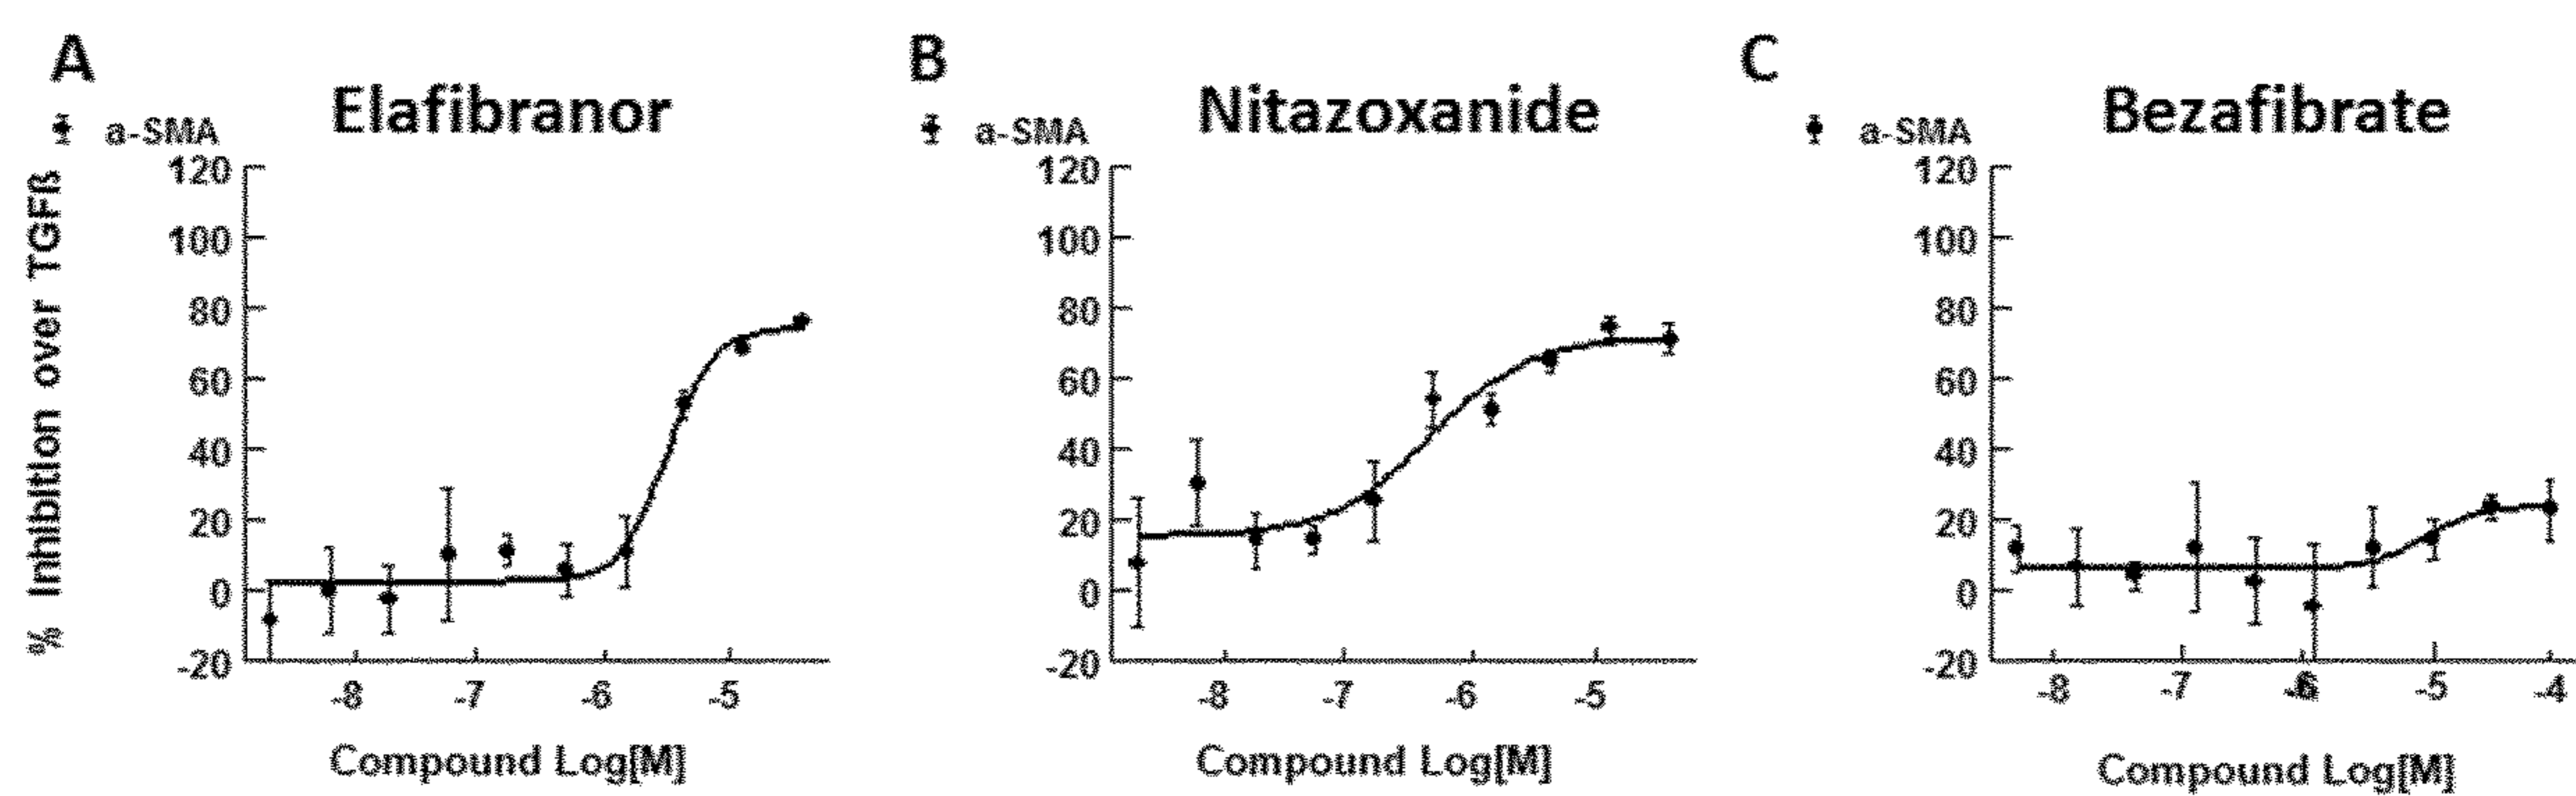 A
Elafibranor
a-SMA
% Inhibition over TGFß
120
100
80
60
40
20
0
-20
-8 -7 -6 -5
Compound Log[M]
B
Nitazoxanide
a-SMA
120
100
80
60
40
20
0
-20
-8 -7 -6 -5
Compound Log[M]
C
Bezafibrate
a-SMA
120
100
80
60
40
20
0
-20
-8 -7 -6 -5 -4
Compound Log[M]